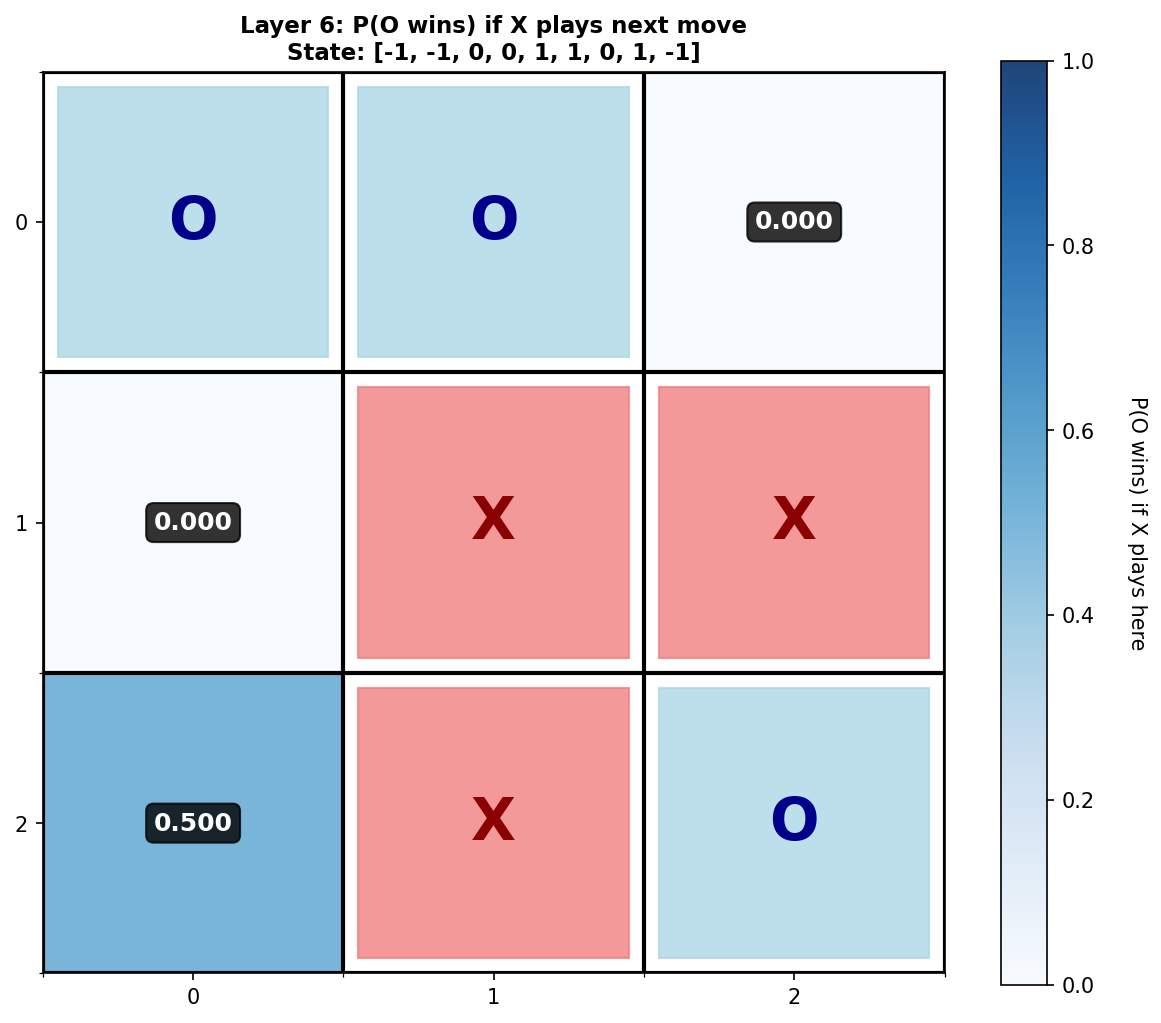 Layer 6: P(O wins) if X plays next move
State: [-1, -1, 0, 0, 1, 1, 0, 1, -1]
0
O
O
0.000
1
0.000
X
X
2
0.500
X
O
0
1
2
1.0
0.8
0.6
0.4
0.2
0.0
P(O wins) if X plays here